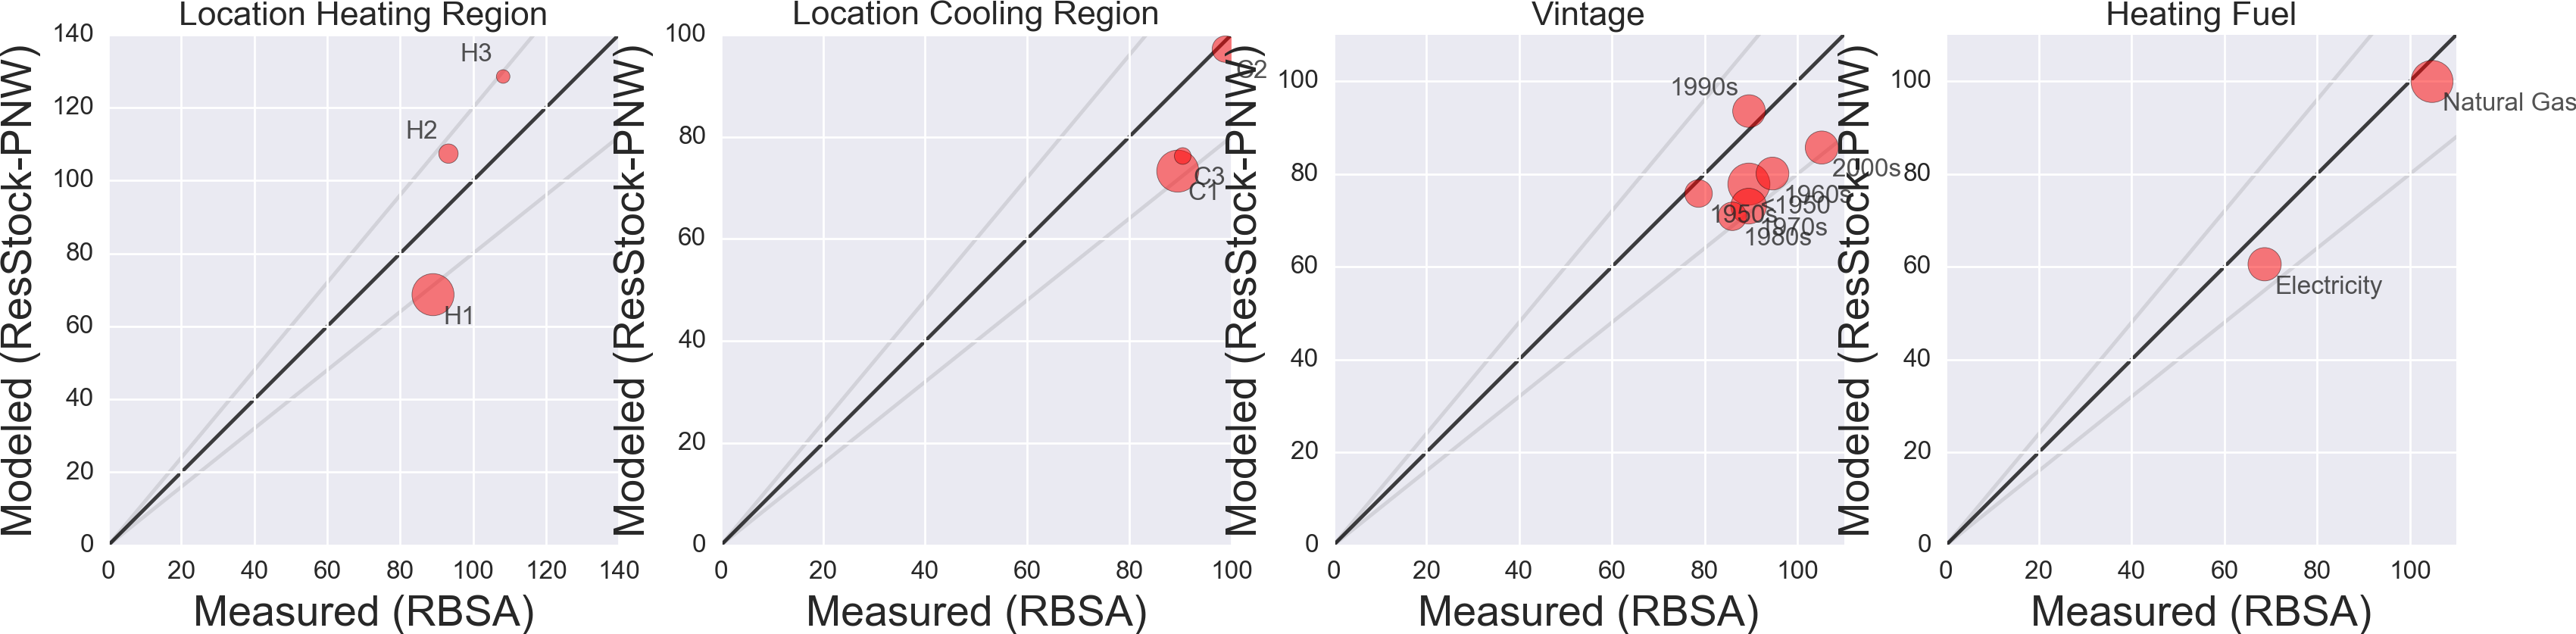 Location Heating Region
Modeled (ResStock-PNW)
140
120
100
80
60
40
20
0
H3
H2
H1
0 20 40 60 80 100 120 140
Measured (RBSA)
Location Cooling Region
Modeled (ResStock-PNW)
100
80
60
40
20
0
C2
C3
C1
0 20 40 60 80 100
Measured (RBSA)
Vintage
Modeled (ResStock-PNW)
100
80
60
40
20
0
1990s
2000s
1960s
<1950
1950s
1970s
1980s
0 20 40 60 80 100
Measured (RBSA)
Heating Fuel
Modeled (ResStock-PNW)
100
80
60
40
20
0
Natural Gas
Electricity
0 20 40 60 80 100
Measured (RBSA)